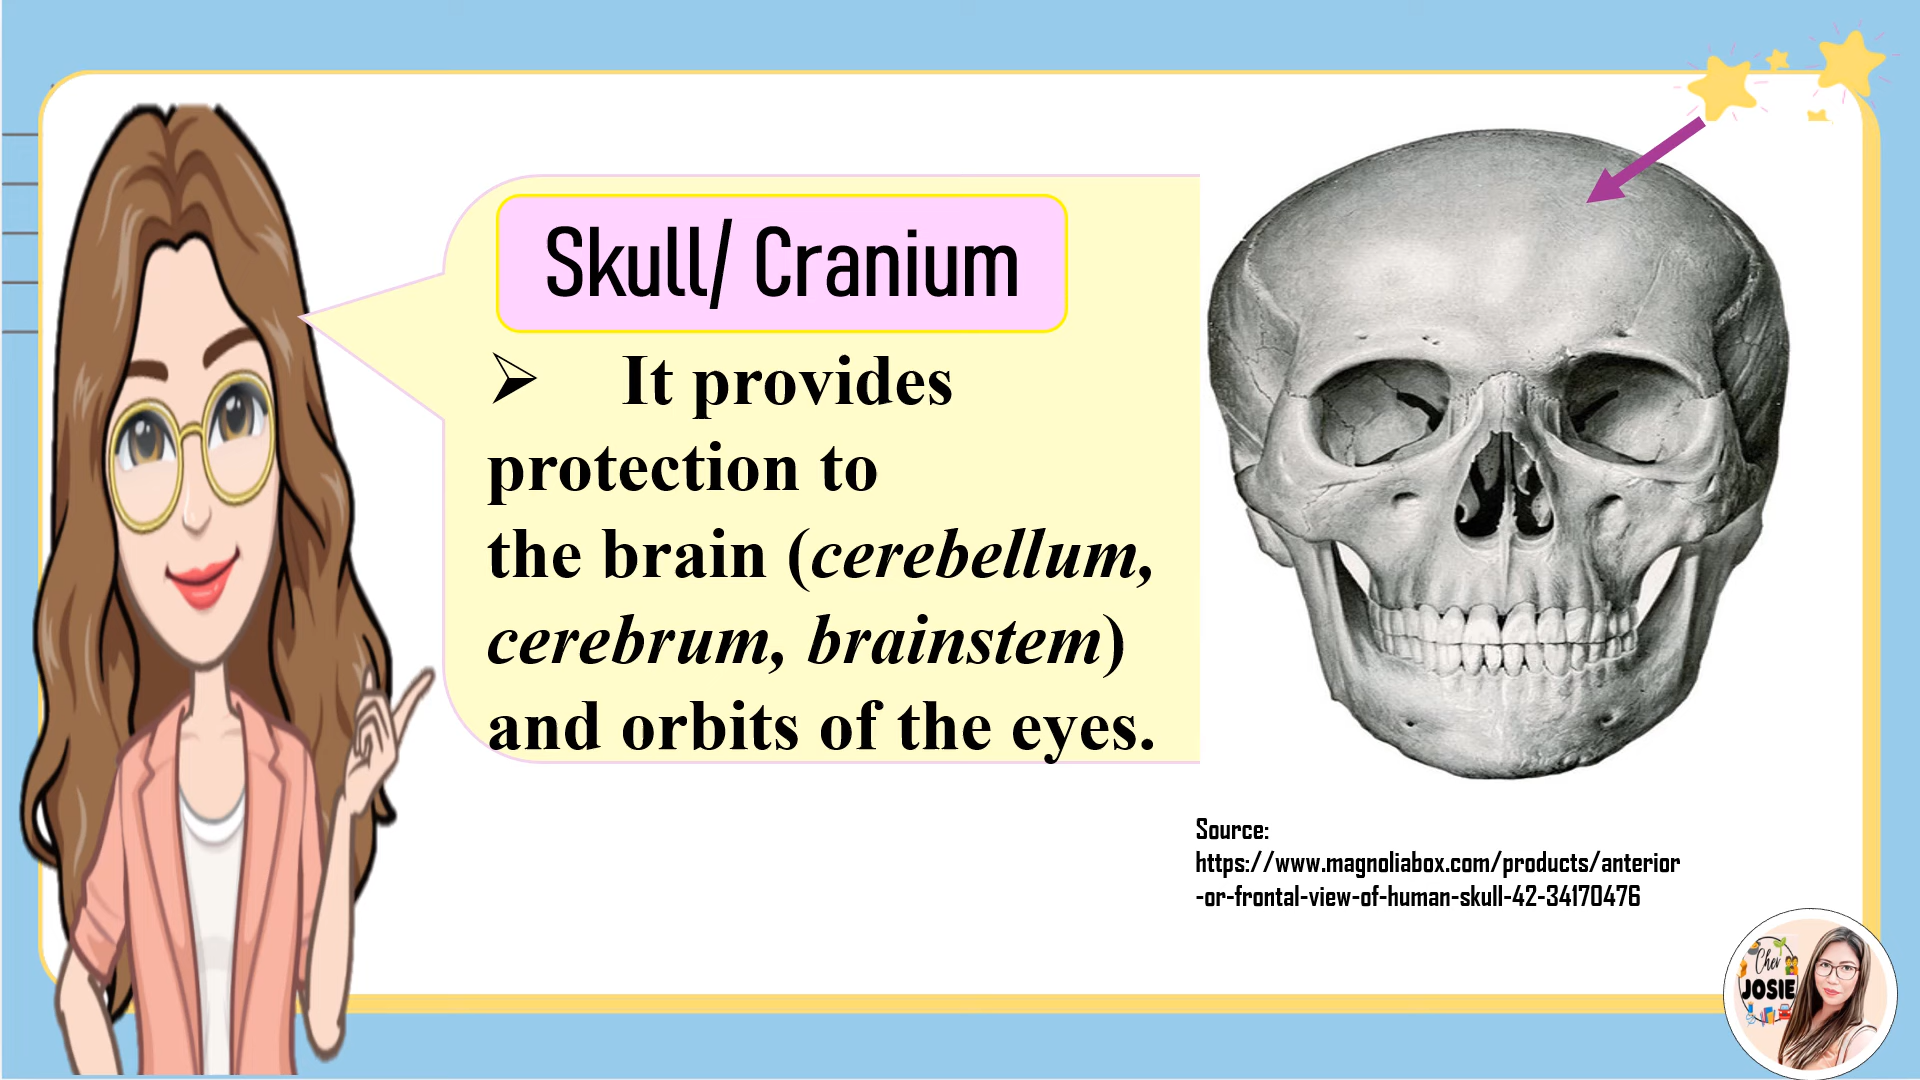 Skull/ Cranium
➢ It provides
protection to
the brain (cerebellum,
cerebrum, brainstem)
and orbits of the eyes.
Source:
https://www.magnoliabox.com/products/anterior
-or-frontal-view-of-human-skull-42-34170476
Cher
JOSIE